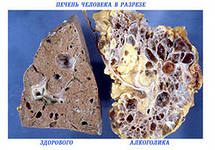 ПЕЧЕНЬ ЧЕЛОВЕКА В РАЗРЕЗЕ
ЗДОРОВОГО
АЛКОГОЛИКА